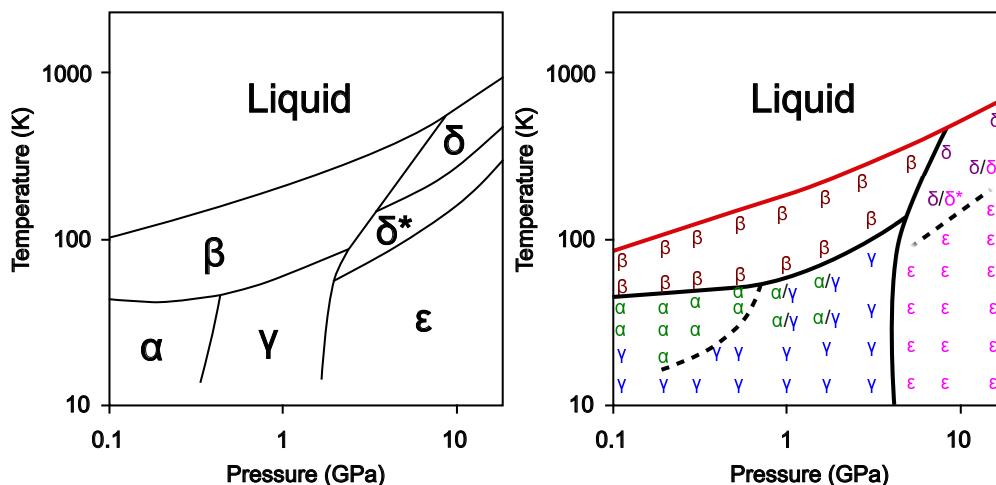 1000
100
10
0.1
1
10
Temperature (K)
Pressure (GPa)
Liquid
β
δ
δ*
α
γ
ε
1000
100
10
0.1
1
10
Temperature (K)
Pressure (GPa)
Liquid
δ
β δ
β δ/δ
β δ/δ*
β β β ε
β β β ε ε
β γ
β β β β β ε ε ε
α α α α α/γ α/γ γ ε ε ε
α α α α α/γ α/γ
γ α γ γ γ γ γ ε ε ε
γ γ γ γ γ γ γ ε ε ε